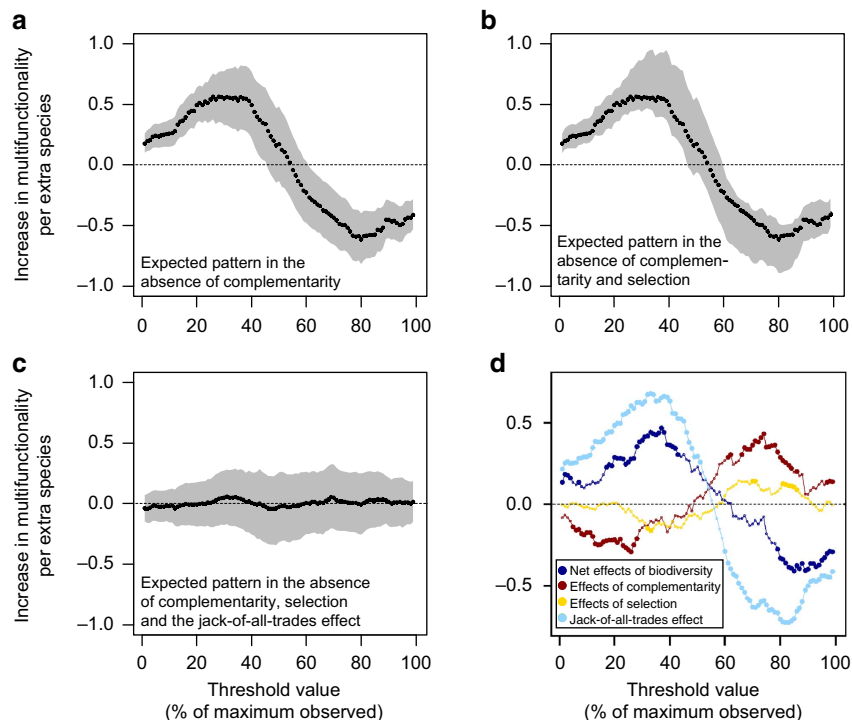 a
Increase in multifunctionality
per extra species
1.0
0.5
0.0
–0.5
–1.0
Expected pattern in the
absence of complementarity
0
20
40
60
80
100
b
1.0
0.5
0.0
–0.5
–1.0
Expected pattern in the
absence of complemen-
tarity and selection
0
20
40
60
80
100
c
Increase in multifunctionality
per extra species
1.0
0.5
0.0
–0.5
–1.0
Expected pattern in the absence
of complementarity, selection
and the jack-of-all-trades effect
0
20
40
60
80
100
Threshold value
(% of maximum observed)
d
0.5
0.0
–0.5
Net effects of biodiversity
Effects of complementarity
Effects of selection
Jack-of-all-trades effect
0
20
40
60
80
100
Threshold value
(% of maximum observed)